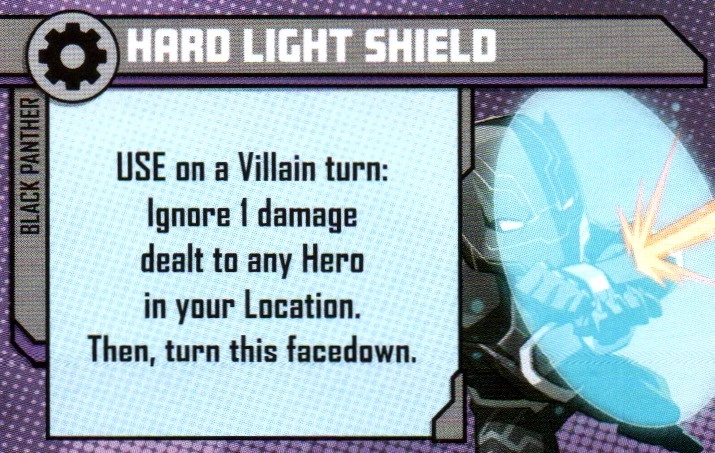 HARD LIGHT SHIELD
BLACK PANTHER
USE on a Villain turn:
Ignore 1 damage
dealt to any Hero
in your Location.
Then, turn this facedown.